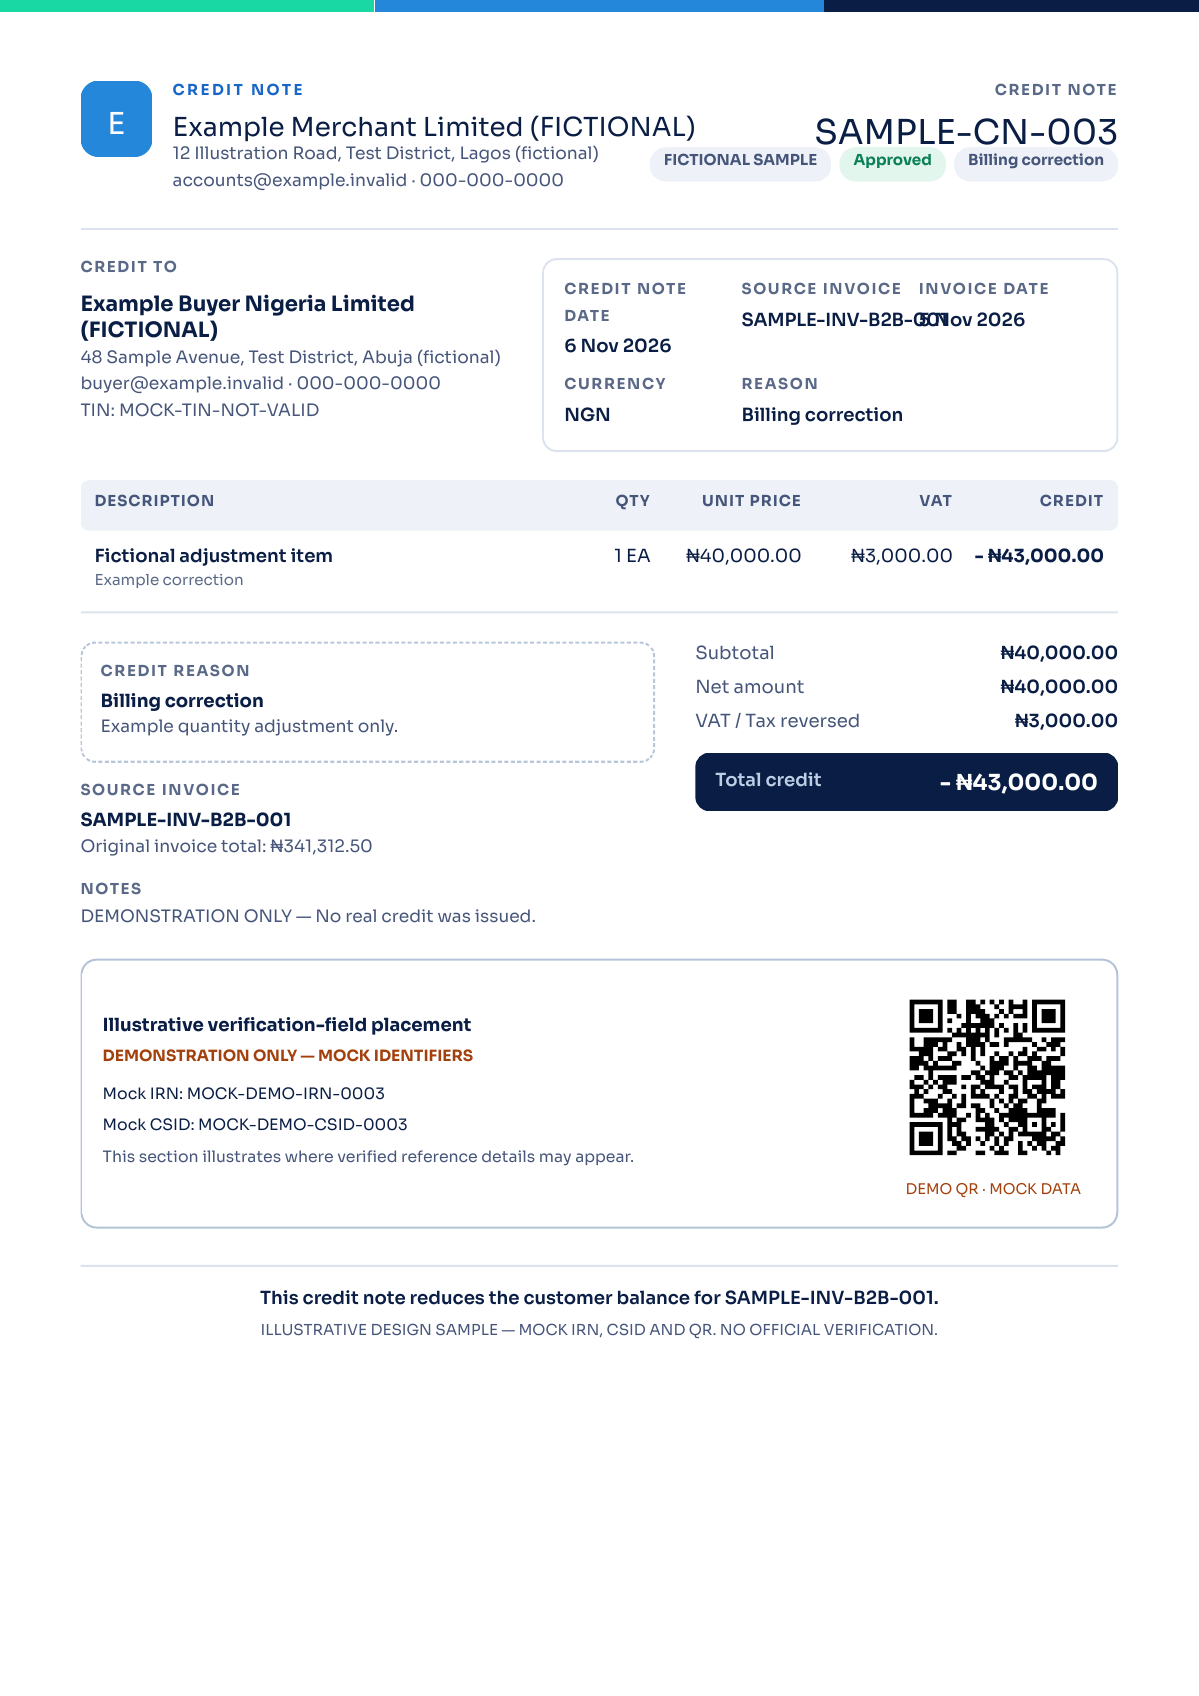 E
CREDIT NOTE
Example Merchant Limited (FICTIONAL)
12 Illustration Road, Test District, Lagos (fictional)
accounts@example.invalid · 000-000-0000
CREDIT NOTE
SAMPLE-CN-003
FICTIONAL SAMPLE Approved Billing correction
CREDIT TO
Example Buyer Nigeria Limited
(FICTIONAL)
48 Sample Avenue, Test District, Abuja (fictional)
buyer@example.invalid · 000-000-0000
TIN: MOCK-TIN-NOT-VALID
CREDIT NOTE DATE
6 Nov 2026
SOURCE INVOICE
SAMPLE-INV-B2B-001
INVOICE DATE
Nov 2026
CURRENCY
NGN
REASON
Billing correction
DESCRIPTION QTY UNIT PRICE VAT CREDIT
Fictional adjustment item 1 EA ₦40,000.00 ₦3,000.00 - ₦43,000.00
Example correction
CREDIT REASON
Billing correction
Example quantity adjustment only.
SOURCE INVOICE
SAMPLE-INV-B2B-001
Original invoice total: ₦341,312.50
NOTES
DEMONSTRATION ONLY — No real credit was issued.
Subtotal ₦40,000.00
Net amount ₦40,000.00
VAT / Tax reversed ₦3,000.00
Total credit - ₦43,000.00
Illustrative verification-field placement
DEMONSTRATION ONLY — MOCK IDENTIFIERS
Mock IRN: MOCK-DEMO-IRN-0003
Mock CSID: MOCK-DEMO-CSID-0003
This section illustrates where verified reference details may appear.
DEMO QR · MOCK DATA
This credit note reduces the customer balance for SAMPLE-INV-B2B-001.
ILLUSTRATIVE DESIGN SAMPLE — MOCK IRN, CSID AND QR. NO OFFICIAL VERIFICATION.